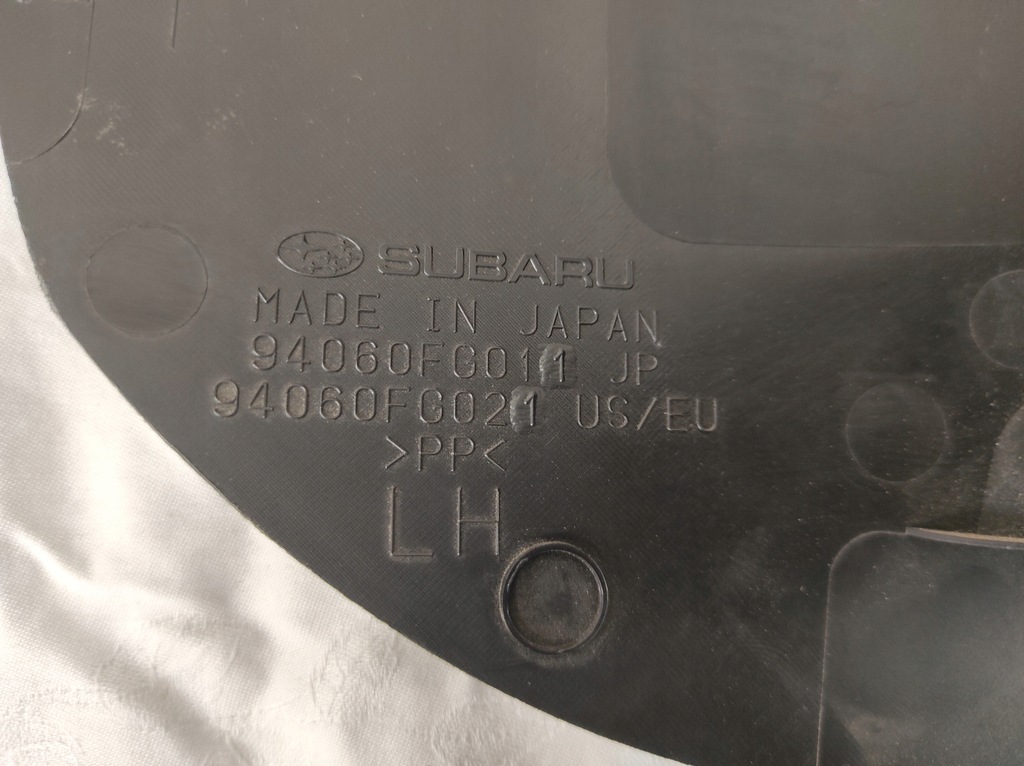 SUBARU
MADE IN JAPAN
94060FG011 JP
94060FG021 US/EU
>PP<
LH